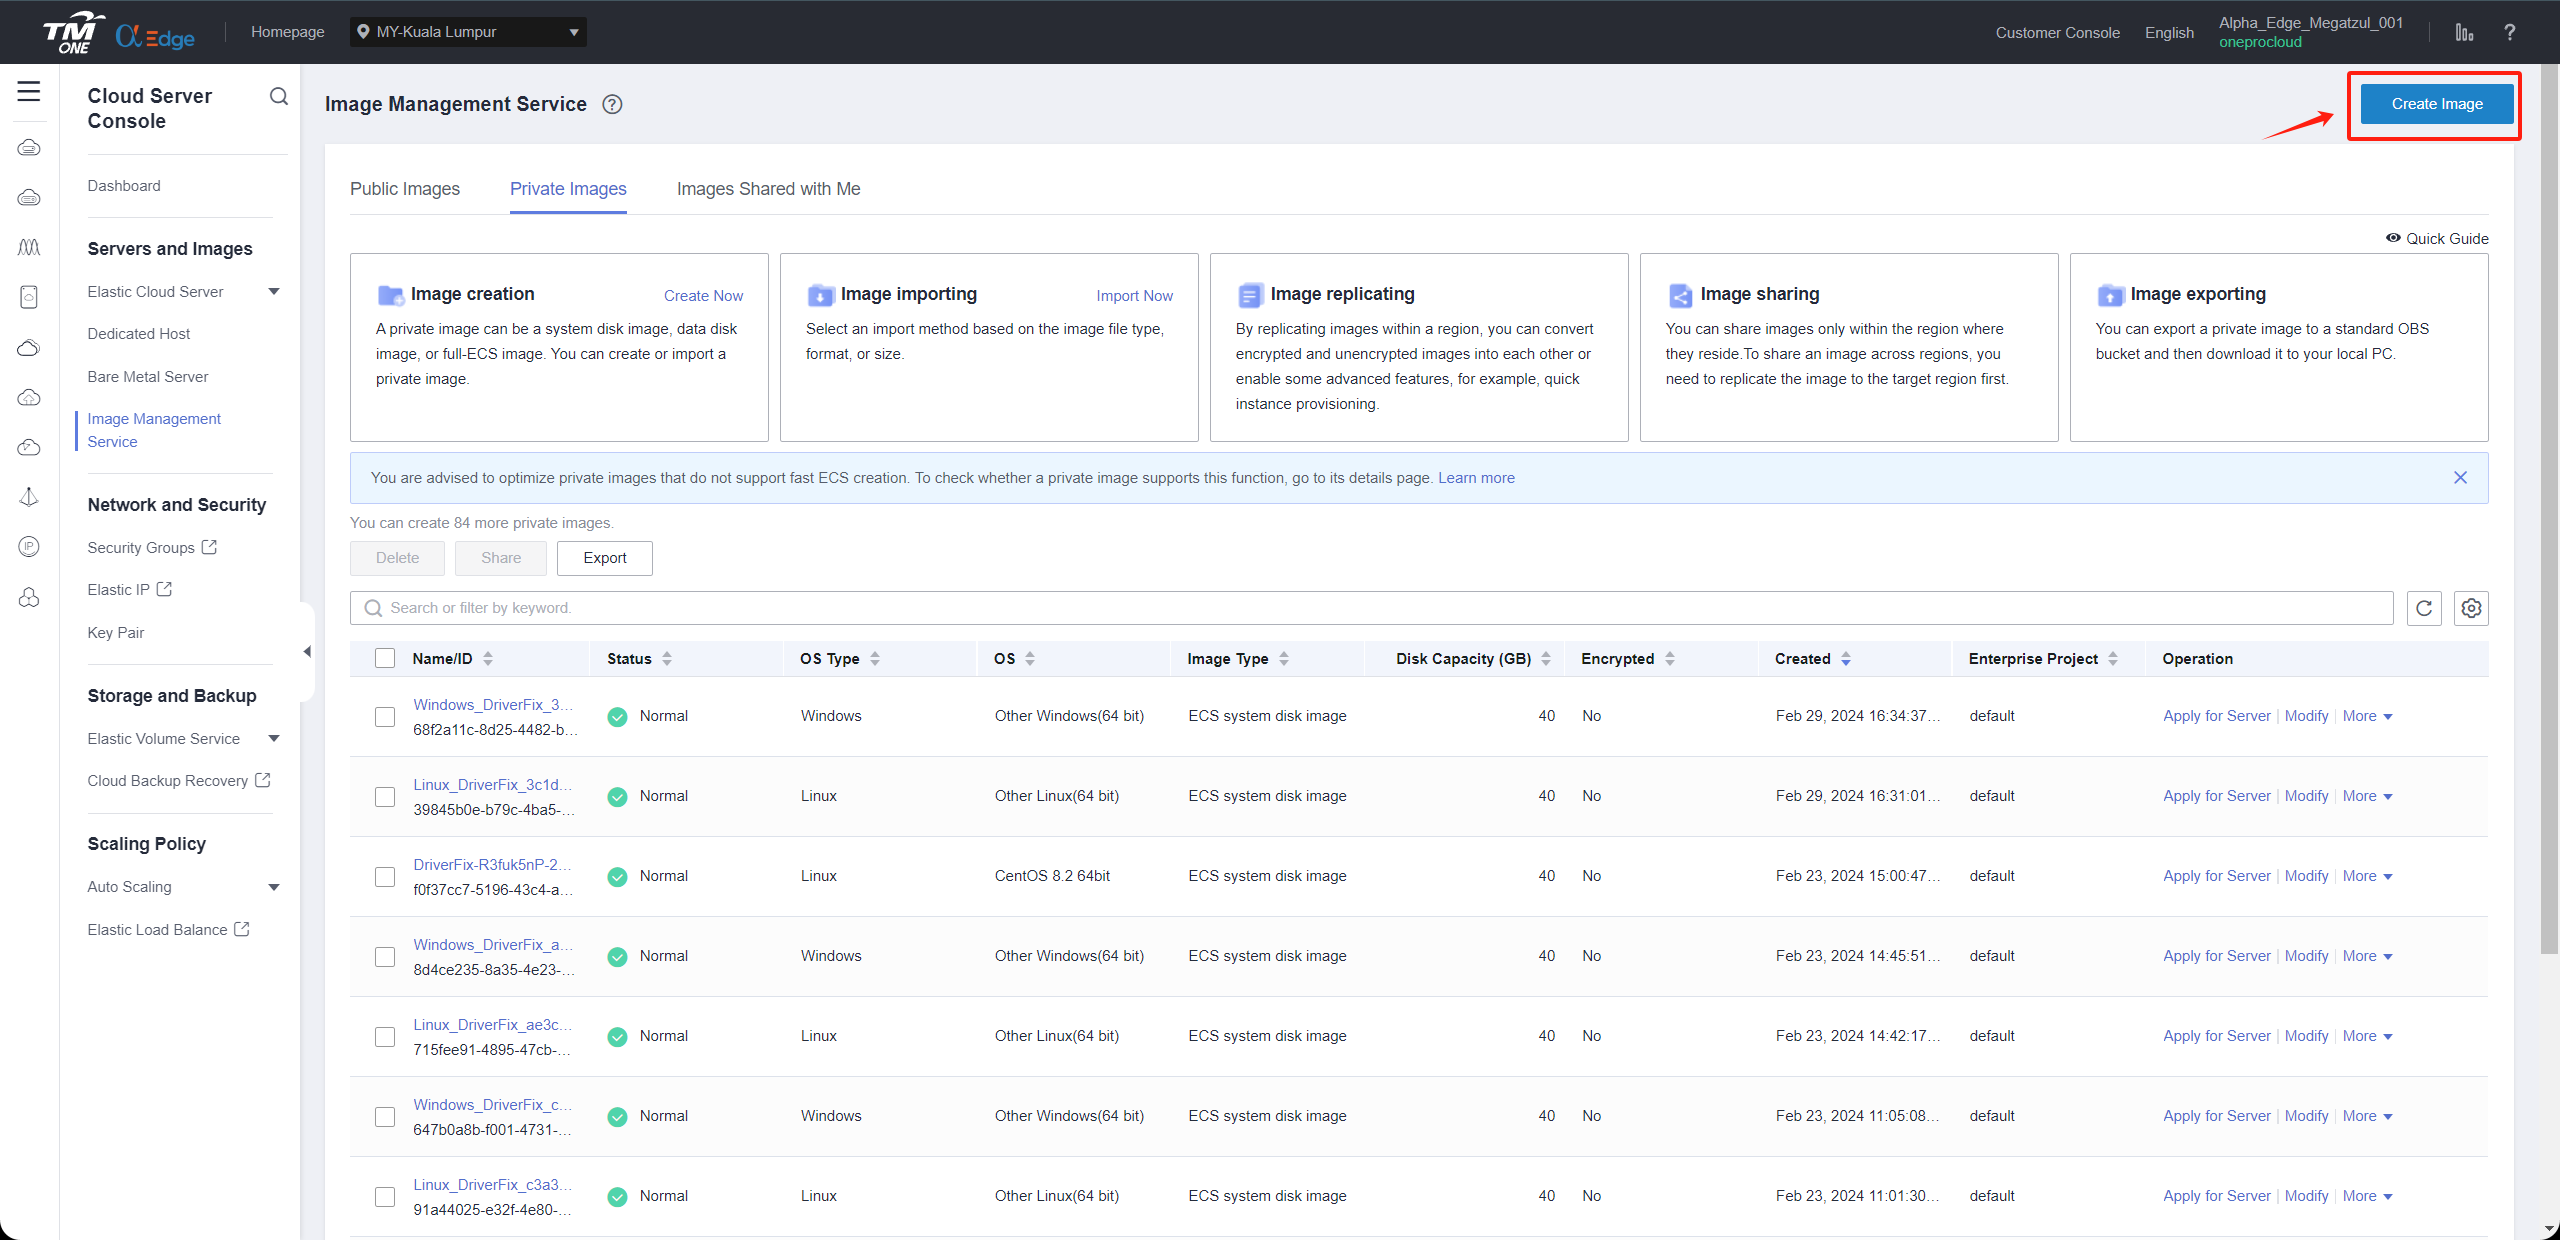 TM ONE
α Edge
Homepage
MY-Kuala Lumpur
Customer Console
English
Alpha_Edge_Megatzul_001
oneprocloud
?
Cloud Server
Console
Dashboard
Servers and Images
Elastic Cloud Server
Dedicated Host
Bare Metal Server
Image Management
Service
Network and Security
Security Groups
Elastic IP
Key Pair
Storage and Backup
Elastic Volume Service
Cloud Backup Recovery
Scaling Policy
Auto Scaling
Elastic Load Balance
IP
Image Management Service ?
Create Image
Public Images Private Images Images Shared with Me
Quick Guide
Image creation Create Now
A private image can be a system disk image, data disk
image, or full-ECS image. You can create or import a
private image.
Image importing Import Now
Select an import method based on the image file type,
format, or size.
Image replicating
By replicating images within a region, you can convert
encrypted and unencrypted images into each other or
enable some advanced features, for example, quick
instance provisioning.
Image sharing
You can share images only within the region where
they reside.To share an image across regions, you
need to replicate the image to the target region first.
Image exporting
You can export a private image to a standard OBS
bucket and then download it to your local PC.
You are advised to optimize private images that do not support fast ECS creation. To check whether a private image supports this function, go to its details page. Learn more
You can create 84 more private images.
Delete Share Export
Search or filter by keyword.
Name/ID Status OS Type OS Image Type Disk Capacity (GB) Encrypted Created Enterprise Project Operation
Windows_DriverFix_3...
68f2a11c-8d25-4482-b...
Normal Windows Other Windows(64 bit) ECS system disk image 40 No Feb 29, 2024 16:34:37... default Apply for Server | Modify | More
Linux_DriverFix_3c1d...
39845b0e-b79c-4ba5-...
Normal Linux Other Linux(64 bit) ECS system disk image 40 No Feb 29, 2024 16:31:01... default Apply for Server | Modify | More
DriverFix-R3fuk5nP-2...
f0f37cc7-5196-43c4-a...
Normal Linux CentOS 8.2 64bit ECS system disk image 40 No Feb 23, 2024 15:00:47... default Apply for Server | Modify | More
Windows_DriverFix_a...
8d4ce235-8a35-4e23-...
Normal Windows Other Windows(64 bit) ECS system disk image 40 No Feb 23, 2024 14:45:51... default Apply for Server | Modify | More
Linux_DriverFix_ae3c...
715fee91-4895-47cb-...
Normal Linux Other Linux(64 bit) ECS system disk image 40 No Feb 23, 2024 14:42:17... default Apply for Server | Modify | More
Windows_DriverFix_c...
647b0a8b-f001-4731-...
Normal Windows Other Windows(64 bit) ECS system disk image 40 No Feb 23, 2024 11:05:08... default Apply for Server | Modify | More
Linux_DriverFix_c3a3...
91a44025-e32f-4e80-...
Normal Linux Other Linux(64 bit) ECS system disk image 40 No Feb 23, 2024 11:01:30... default Apply for Server | Modify | More